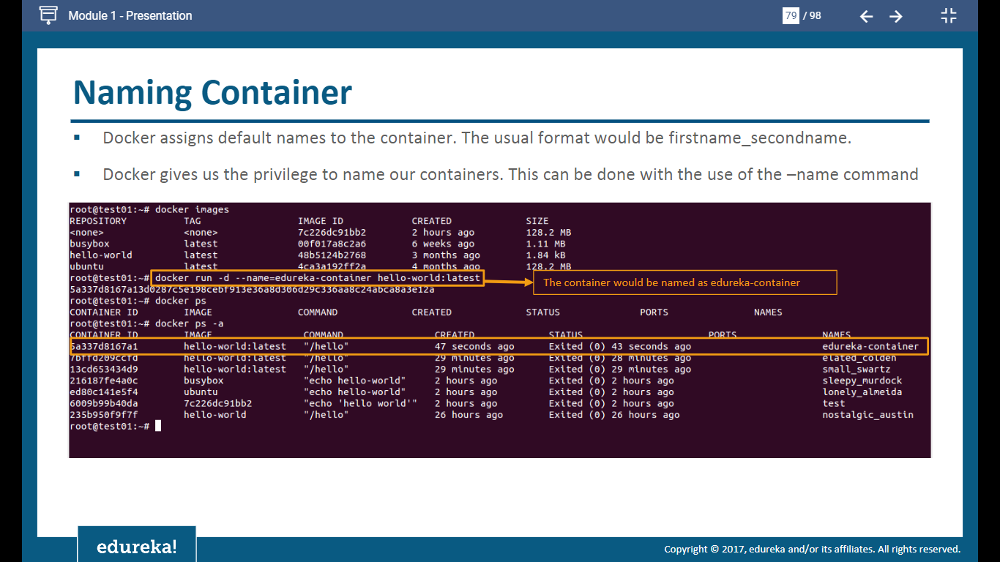 Module 1 - Presentation
79 / 98
Naming Container
▪ Docker assigns default names to the container. The usual format would be firstname_secondname.
▪ Docker gives us the privilege to name our containers. This can be done with the use of the –name command
root@test01:~# docker images
REPOSITORY TAG IMAGE ID CREATED SIZE
<none> <none> 7c226dc91bb2 2 hours ago 128.2 MB
busybox latest 00f017a8c2a6 6 weeks ago 1.11 MB
hello-world latest 48b5124b2768 3 months ago 1.84 kB
ubuntu latest 4ca3a192ff2a 4 months ago 128.2 MB
root@test01:~# docker run -d --name=edureka-container hello-world:latest
The container would be named as edureka-container
5a337d8167a13d0287c5e198cebf913e36a8d306d29c336aa8c24abca8a3e12a
root@test01:~# docker ps
CONTAINER ID IMAGE COMMAND CREATED STATUS PORTS NAMES
root@test01:~# docker ps -a
CONTAINER ID IMAGE COMMAND CREATED STATUS PORTS NAMES
5a337d8167a1 hello-world:latest "/hello" 47 seconds ago Exited (0) 43 seconds ago edureka-container
7bffd209ccfd hello-world:latest "/hello" 29 minutes ago Exited (0) 28 minutes ago elated_colden
13cd653434d9 hello-world:latest "/hello" 29 minutes ago Exited (0) 29 minutes ago small_swartz
216187fe4a0c busybox "echo hello-world" 2 hours ago Exited (0) 2 hours ago sleepy_murdock
ed80c141e5f4 ubuntu "echo hello-world" 2 hours ago Exited (0) 2 hours ago lonely_almeida
6009b99b40da 7c226dc91bb2 "echo 'hello world'" 2 hours ago Exited (0) 2 hours ago test
235b950f9f7f hello-world "/hello" 26 hours ago Exited (0) 26 hours ago nostalgic_austin
root@test01:~#
edureka!
Copyright © 2017, edureka and/or its affiliates. All rights reserved.